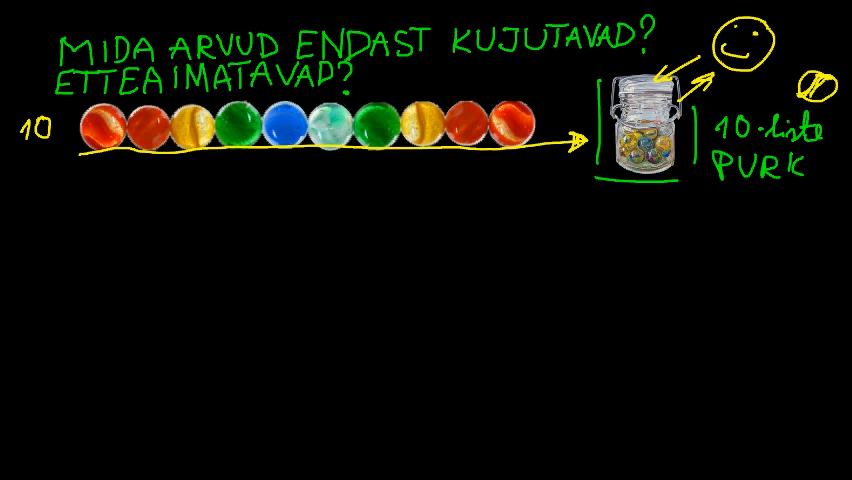 MIDA ARVUD ENDAST KUJUTAVAD?
ETTEAIMATAVAD?
10
10-liste
PURK